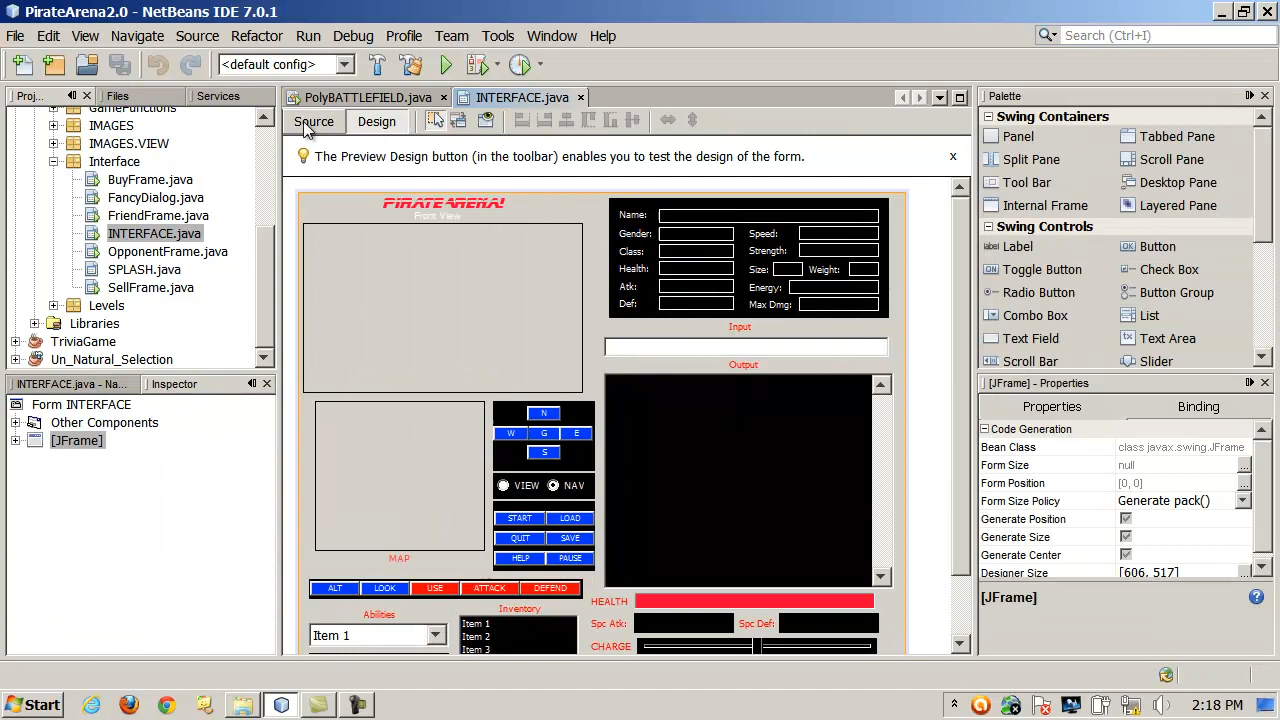 PirateArena2.0 - NetBeans IDE 7.0.1
File Edit View Navigate Source Refactor Run Debug Profile Team Tools Window Help
Search (Ctrl+I)
<default config>
Proj... Files Services
GameFunctions
IMAGES
IMAGES.VIEW
Interface
BuyFrame.java
FancyDialog.java
FriendFrame.java
INTERFACE.java
OpponentFrame.java
SPLASH.java
SellFrame.java
Levels
Libraries
TriviaGame
Un_Natural_Selection
INTERFACE.java - Na... Inspector
Form INTERFACE
Other Components
[JFrame]
PolyBATTLEFIELD.java x INTERFACE.java x
Source Design
The Preview Design button (in the toolbar) enables you to test the design of the form. x
PIRATE ARENA!
Front View
Name:
Gender: Speed:
Class: Strength:
Health: Size: Weight:
Atk: Energy:
Def: Max Dmg:
Input
Output
N
W G E
S
VIEW NAV
START LOAD
QUIT SAVE
HELP PAUSE
MAP
ALT LOOK USE ATTACK DEFEND
Abilities Inventory
Item 1
Item 1
Item 2
Item 3
HEALTH
Spc Atk: Spc Def:
CHARGE
Palette
Swing Containers
Panel Tabbed Pane
Split Pane Scroll Pane
Tool Bar Desktop Pane
Internal Frame Layered Pane
Swing Controls
label Label OK Button
Toggle Button Check Box
Radio Button Button Group
Combo Box List
Text Field Text Area
Scroll Bar Slider
[JFrame] - Properties
Properties Binding
Code Generation
Bean Class class javax.swing.JFrame
Form Size null ...
Form Position [0, 0] ...
Form Size Policy Generate pack()
Generate Position
Generate Size
Generate Center
Designer Size [606, 517] ...
[JFrame]
Start
2:18 PM